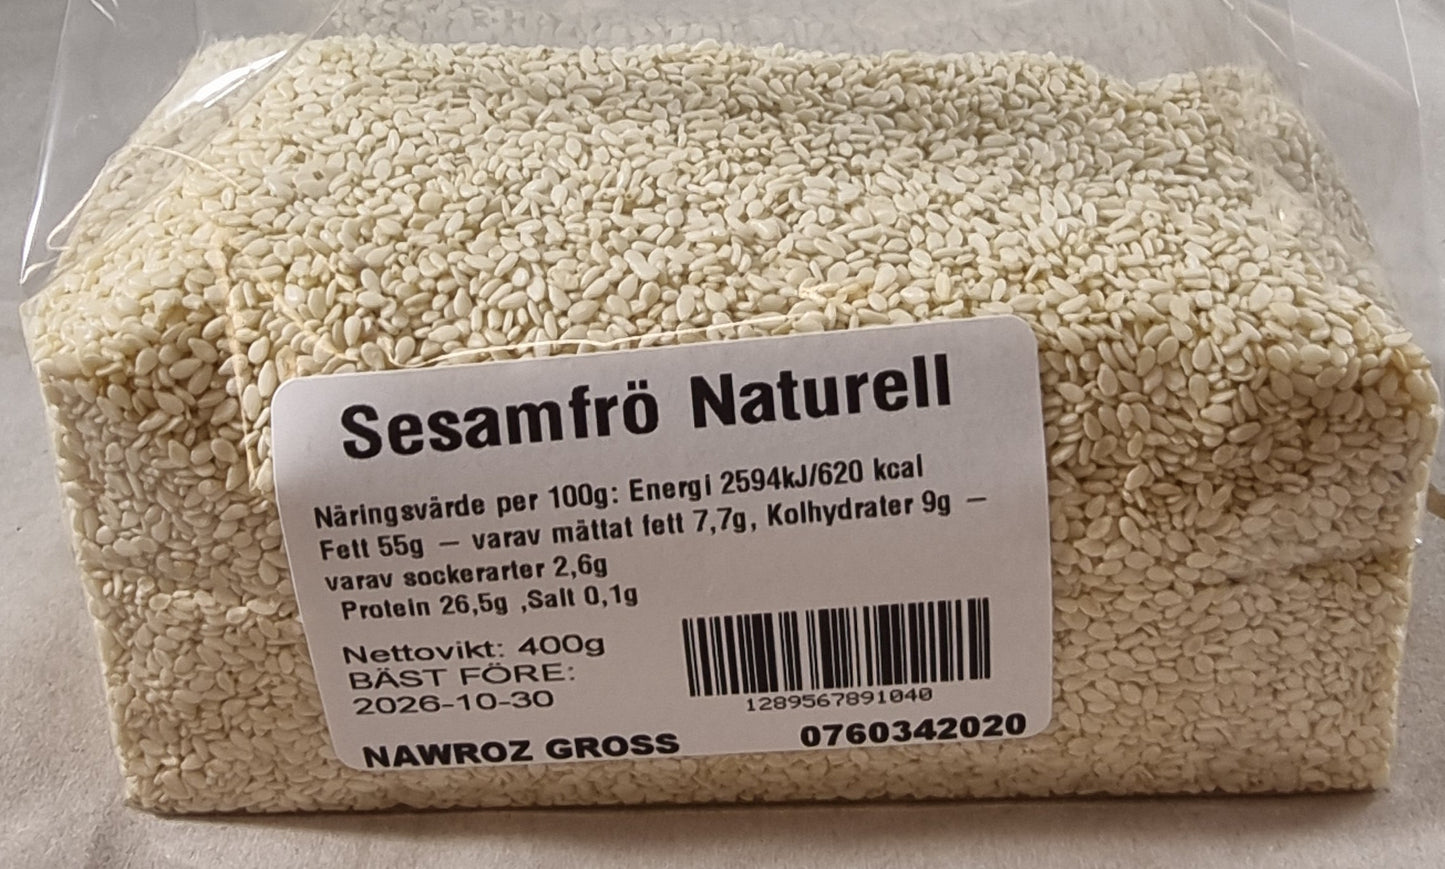 Sesamfrö Naturell
Näringsvärde per 100g: Energi 2594kJ/620 kcal
Fett 55g – varav mättat fett 7,7g, Kolhydrater 9g –
varav sockerarter 2,6g
Protein 26,5g ,Salt 0,1g
Nettovikt: 400g
BÄST FÖRE:
2026-10-30
1289567891040
NAWROZ GROSS 0760342020